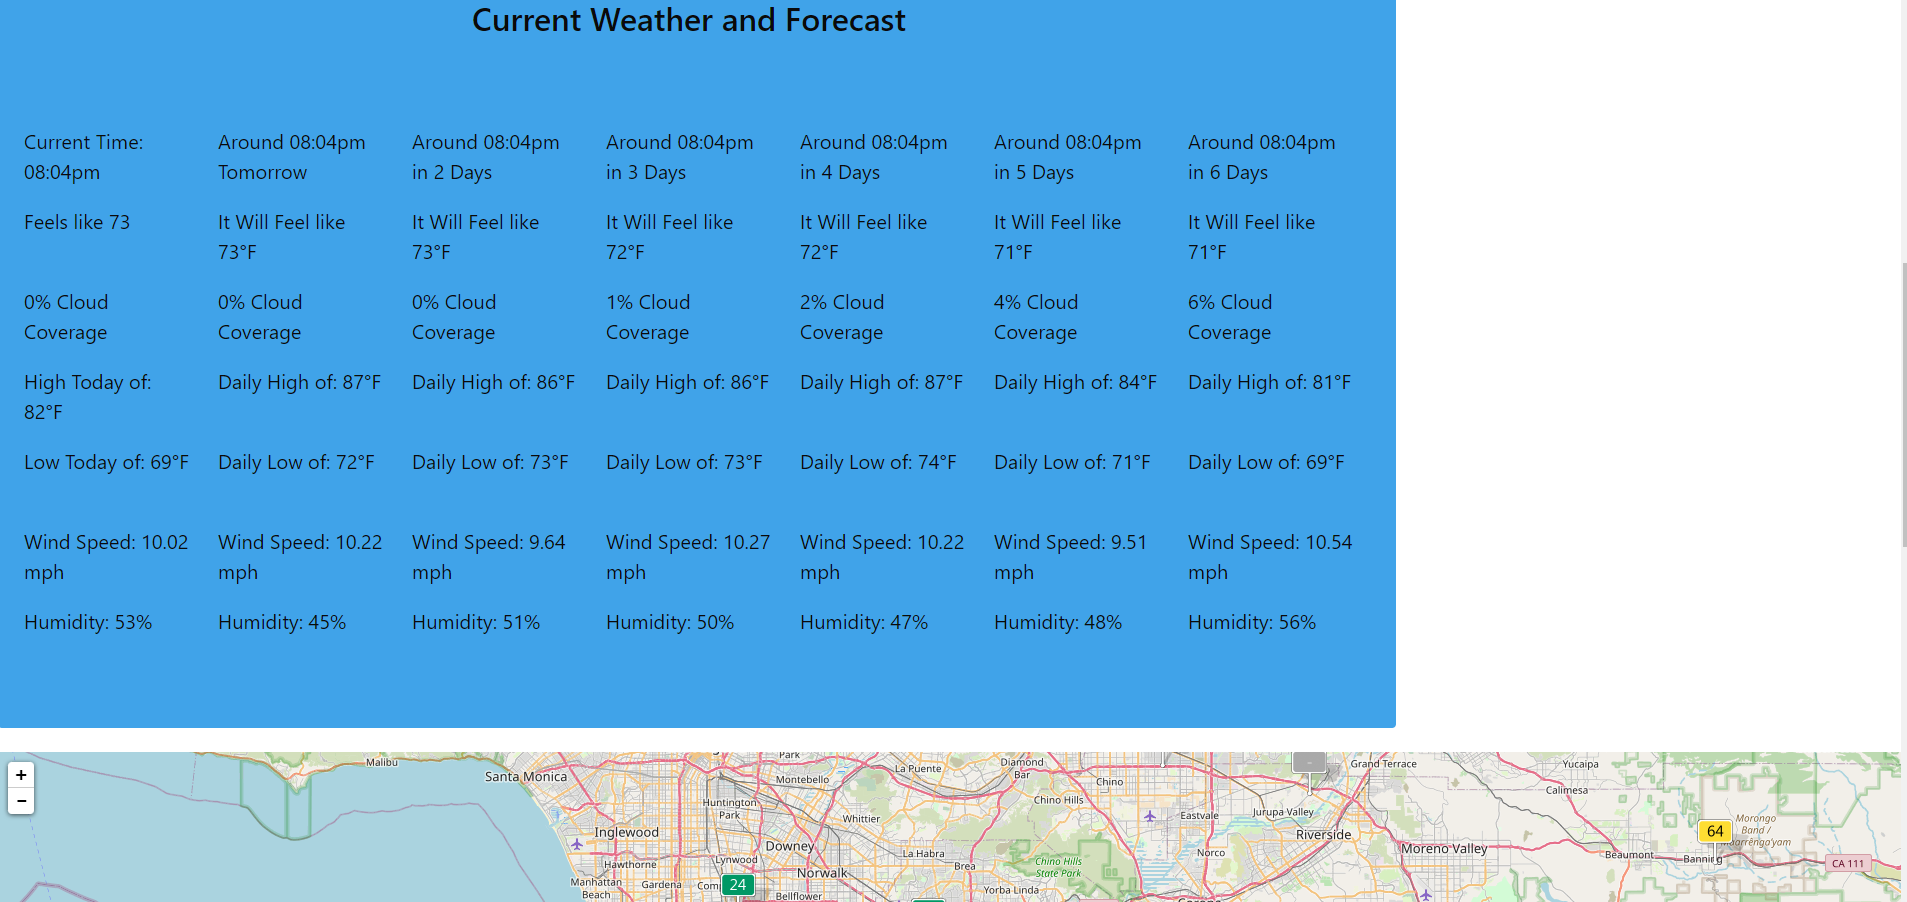 Current Weather and Forecast
Current Time:
08:04pm
Feels like 73
0% Cloud
Coverage
High Today of:
82°F
Low Today of: 69°F
Wind Speed: 10.02
mph
Humidity: 53%
Around 08:04pm
Tomorrow
It Will Feel like
73°F
0% Cloud
Coverage
Daily High of: 87°F
Daily Low of: 72°F
Wind Speed: 10.22
mph
Humidity: 45%
Around 08:04pm
in 2 Days
It Will Feel like
73°F
0% Cloud
Coverage
Daily High of: 86°F
Daily Low of: 73°F
Wind Speed: 9.64
mph
Humidity: 51%
Around 08:04pm
in 3 Days
It Will Feel like
72°F
1% Cloud
Coverage
Daily High of: 86°F
Daily Low of: 73°F
Wind Speed: 10.27
mph
Humidity: 50%
Around 08:04pm
in 4 Days
It Will Feel like
72°F
2% Cloud
Coverage
Daily High of: 87°F
Daily Low of: 74°F
Wind Speed: 10.22
mph
Humidity: 47%
Around 08:04pm
in 5 Days
It Will Feel like
71°F
4% Cloud
Coverage
Daily High of: 84°F
Daily Low of: 71°F
Wind Speed: 9.51
mph
Humidity: 48%
Around 08:04pm
in 6 Days
It Will Feel like
71°F
6% Cloud
Coverage
Daily High of: 81°F
Daily Low of: 69°F
Wind Speed: 10.54
mph
Humidity: 56%
+
−
Malibu
Santa Monica
Park
Montebello
La Puente
Diamond
Bar
Chino
-
Grand Terrace
Yucaipa
Calimesa
Huntington
Park
Whittier
Chino Hills
Eastvale
Jurupa Valley
Riverside
Inglewood
Downey
La Habra
Brea
Chino Hills
State Park
Norco
Moreno Valley
64
Morongo
Band /
Beaumont
Banning
CA 111
Hawthorne
Lynwood
Norwalk
Manhattan
Beach
Gardena
24
Bellflower
Yorba Linda